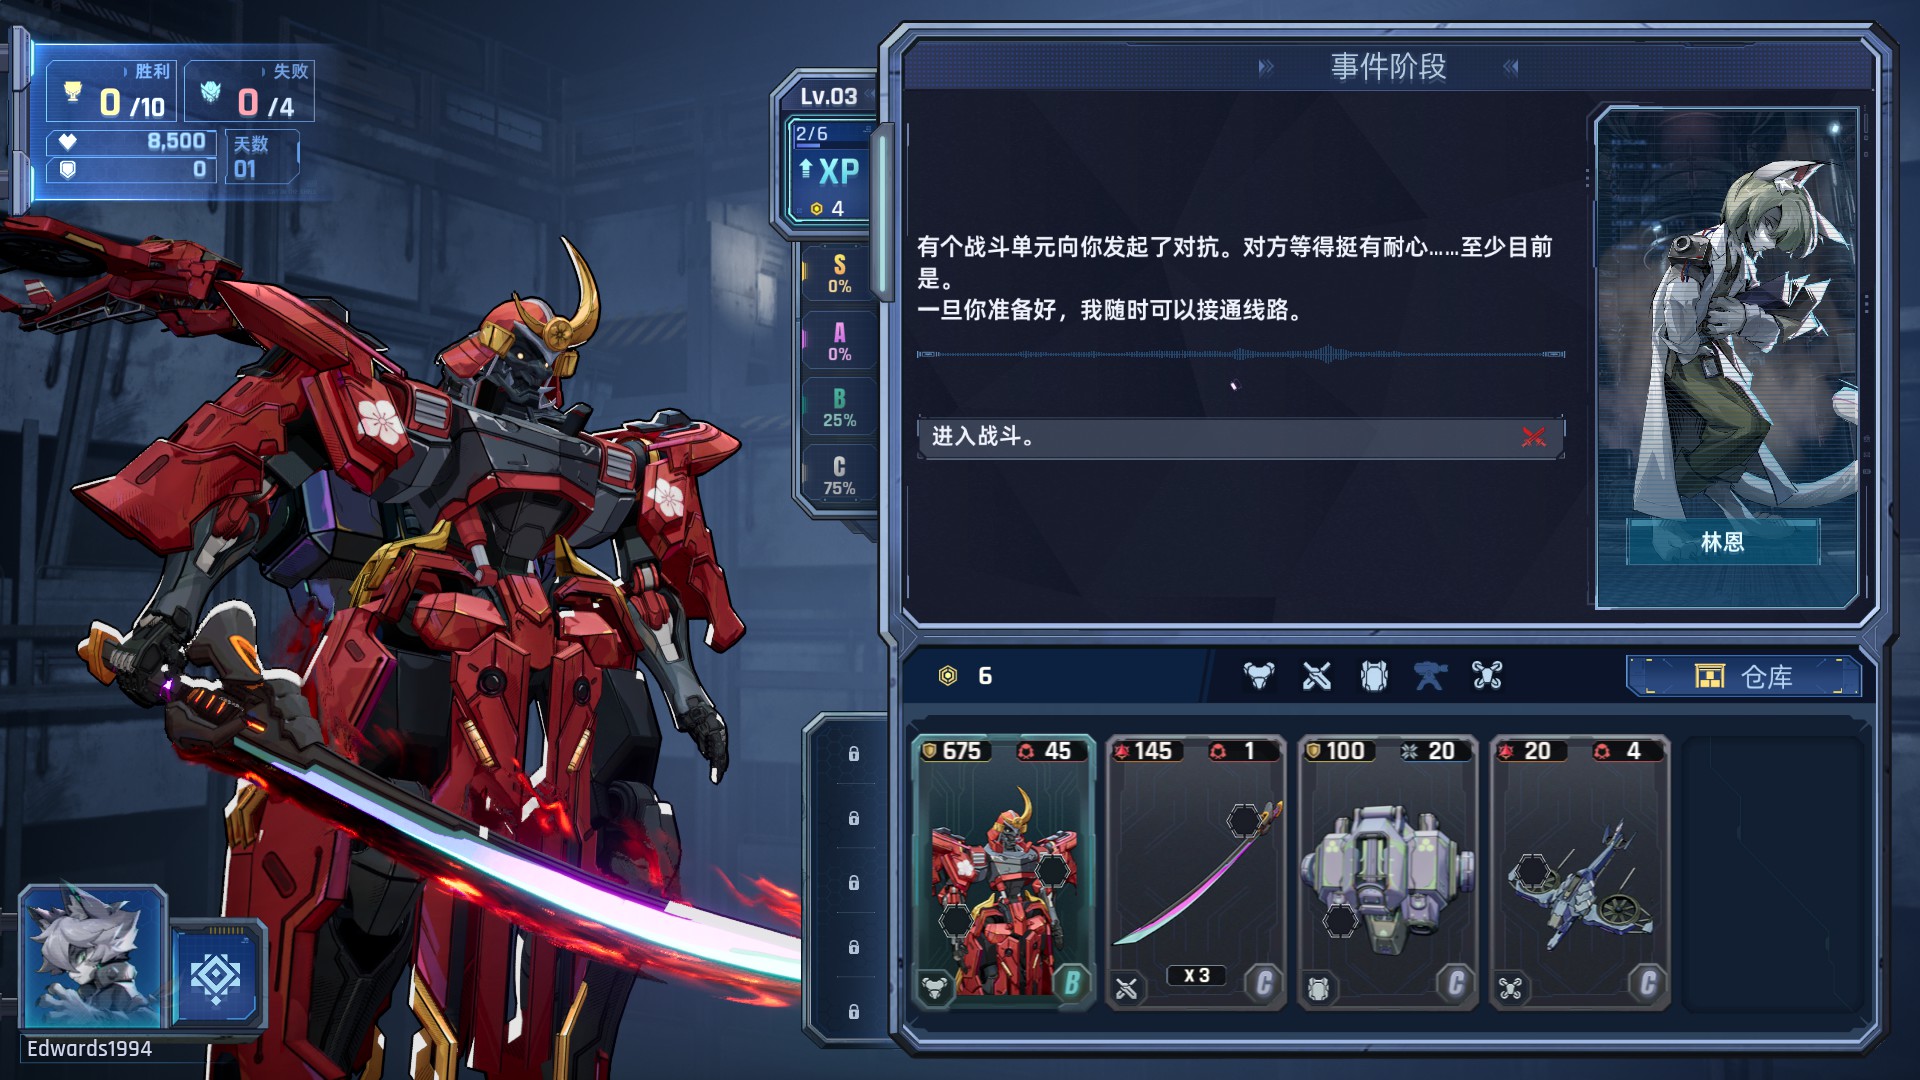 胜利
0 /10
失败
0 /4
8,500
0
天数
01
Lv.03
2/6
XP
4
S
0%
A
0%
B
25%
C
75%
事件阶段
有个战斗单元向你发起了对抗。对方等得挺有耐心……至少目前
是。
一旦你准备好，我随时可以接通线路。
进入战斗。
林恩
6
仓库
675
45
B
145
1
X 3
C
100
20
C
20
4
C
Edwards1994